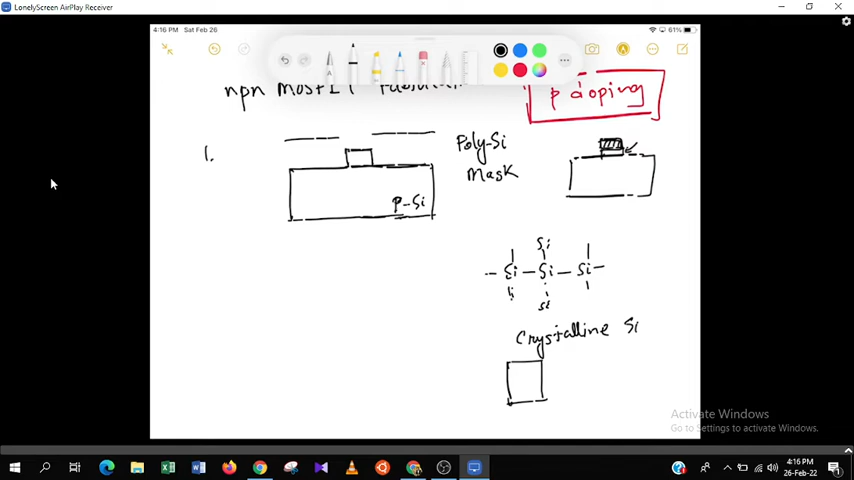 LonelyScreen AirPlay Receiver
4:16 PM Sat Feb 26
61%
npn MOSFET
p doping
1.
Poly-Si
Mask
p-Si
Si
Si - Si - Si
Si
Crystalline Si
Activate Windows
Go to Settings to activate Windows.
4:16 PM
26-Feb-22